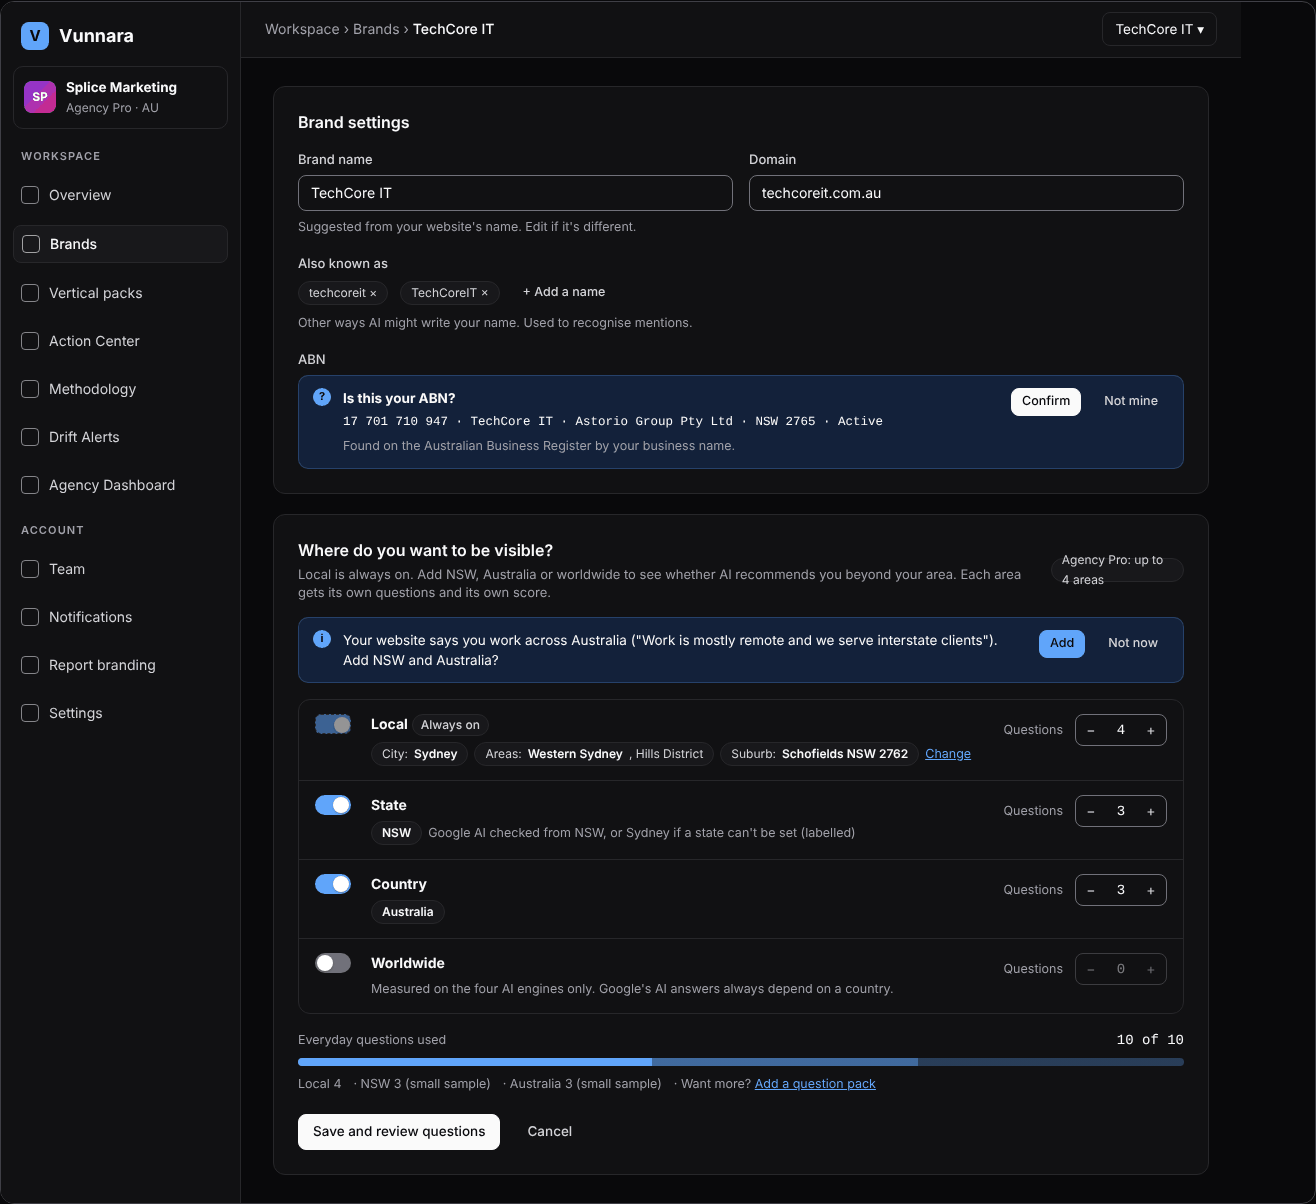 V Vunnara
SP
Splice Marketing
Agency Pro · AU
WORKSPACE
Overview
Brands
Vertical packs
Action Center
Methodology
Drift Alerts
Agency Dashboard
ACCOUNT
Team
Notifications
Report branding
Settings
Workspace › Brands › TechCore IT
TechCore IT ▾
Brand settings
Brand name
TechCore IT
Suggested from your website's name. Edit if it's different.
Domain
techcoreit.com.au
Also known as
techcoreit × TechCoreIT × + Add a name
Other ways AI might write your name. Used to recognise mentions.
ABN
? Is this your ABN?
17 701 710 947 · TechCore IT · Astorio Group Pty Ltd · NSW 2765 · Active
Found on the Australian Business Register by your business name.
Confirm Not mine
Where do you want to be visible?
Local is always on. Add NSW, Australia or worldwide to see whether AI recommends you beyond your area. Each area
gets its own questions and its own score.
Agency Pro: up to
4 areas
i Your website says you work across Australia ("Work is mostly remote and we serve interstate clients").
Add NSW and Australia?
Add Not now
Local Always on
City: Sydney Areas: Western Sydney , Hills District Suburb: Schofields NSW 2762 Change
Questions − 4 +
State
NSW Google AI checked from NSW, or Sydney if a state can't be set (labelled)
Questions − 3 +
Country
Australia
Questions − 3 +
Worldwide
Measured on the four AI engines only. Google's AI answers always depend on a country.
Questions − 0 +
Everyday questions used 10 of 10
Local 4 · NSW 3 (small sample) · Australia 3 (small sample) · Want more? Add a question pack
Save and review questions Cancel